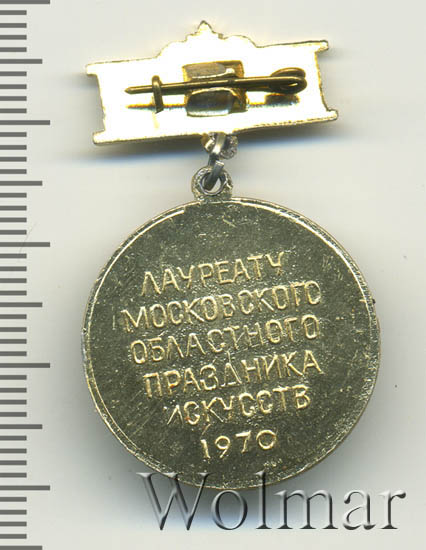 ЛАУРЕАТУ
МОСКОВСКОГО
ОБЛАСТНОГО
ПРАЗДНИКА
ИСКУССТВ
1970
Wolmar